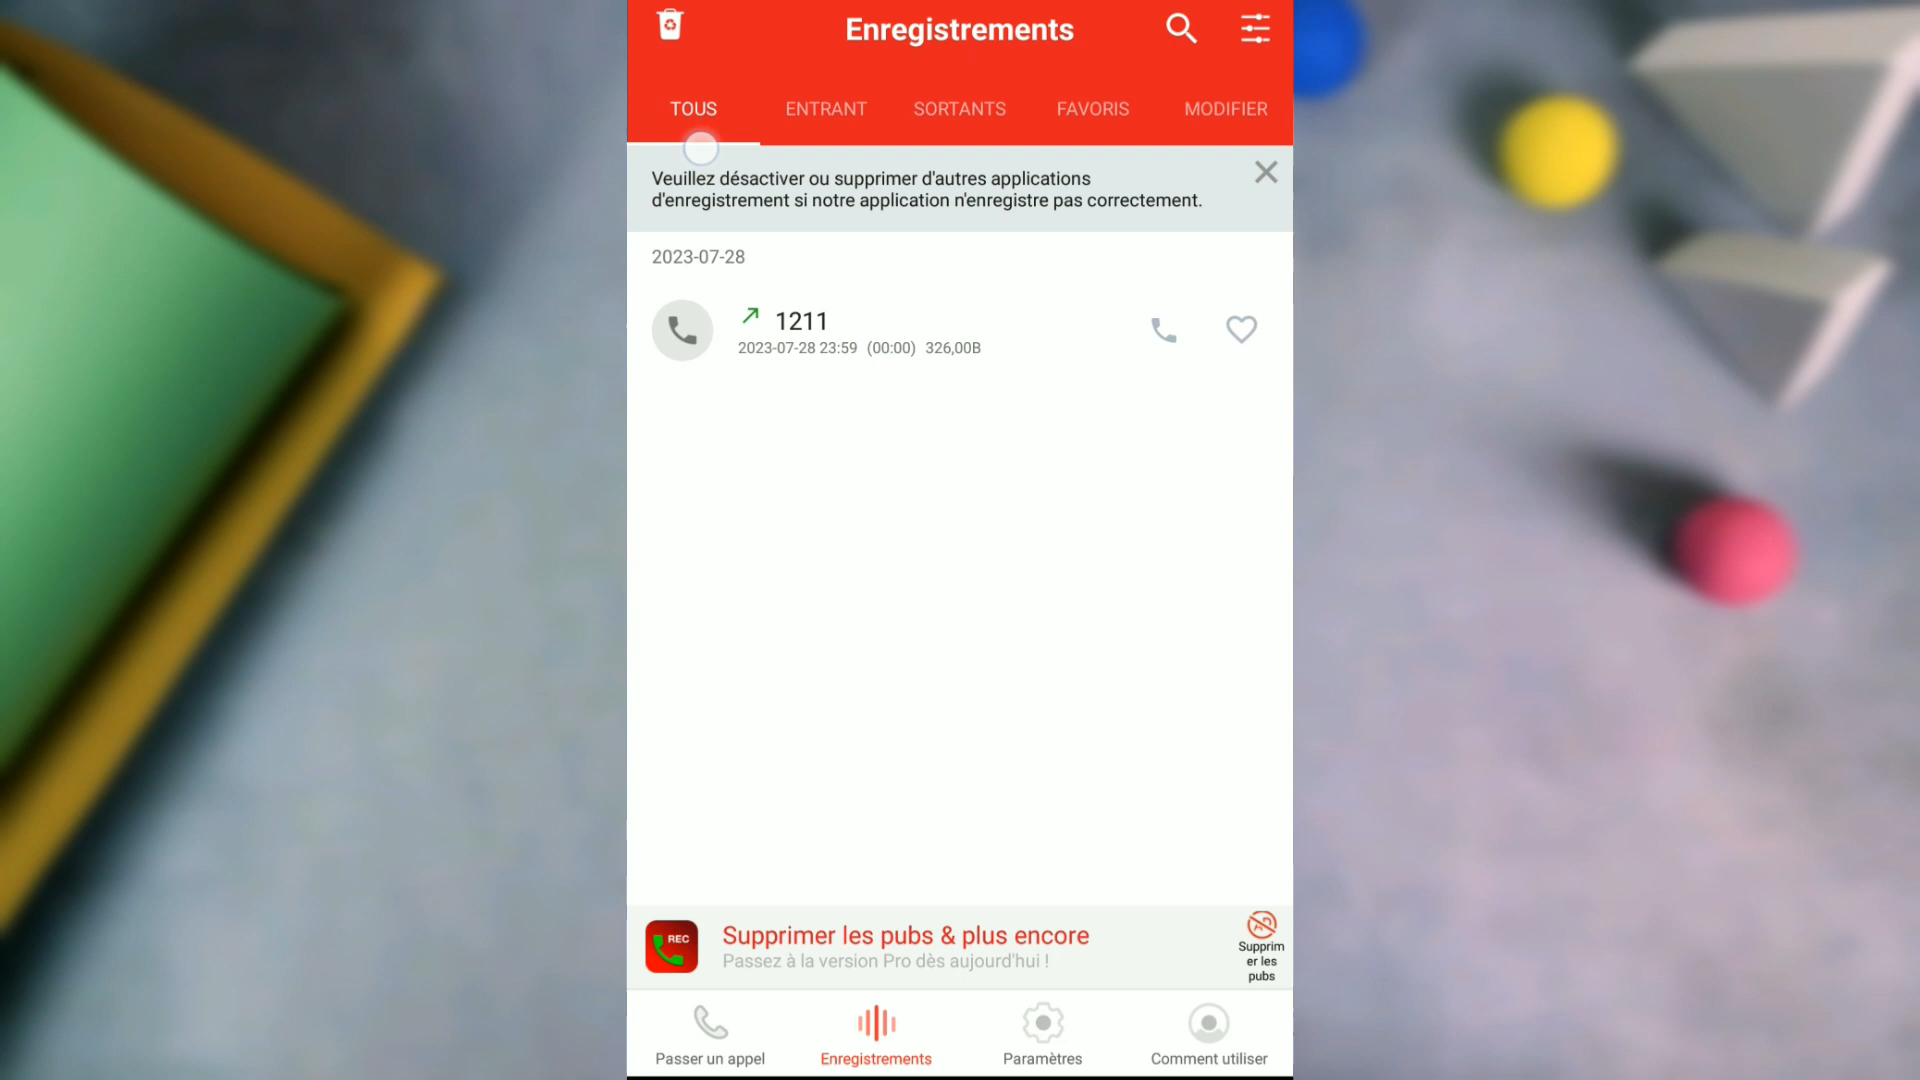 Enregistrements
TOUS ENTRANT SORTANTS FAVORIS MODIFIER
Veuillez désactiver ou supprimer d'autres applications
d'enregistrement si notre application n'enregistre pas correctement.
2023-07-28
1211
2023-07-28 23:59 (00:00) 326,00B
REC
Supprimer les pubs & plus encore
Passez à la version Pro dès aujourd'hui !
AD
Supprim
er les
pubs
Passer un appel Enregistrements Paramètres Comment utiliser